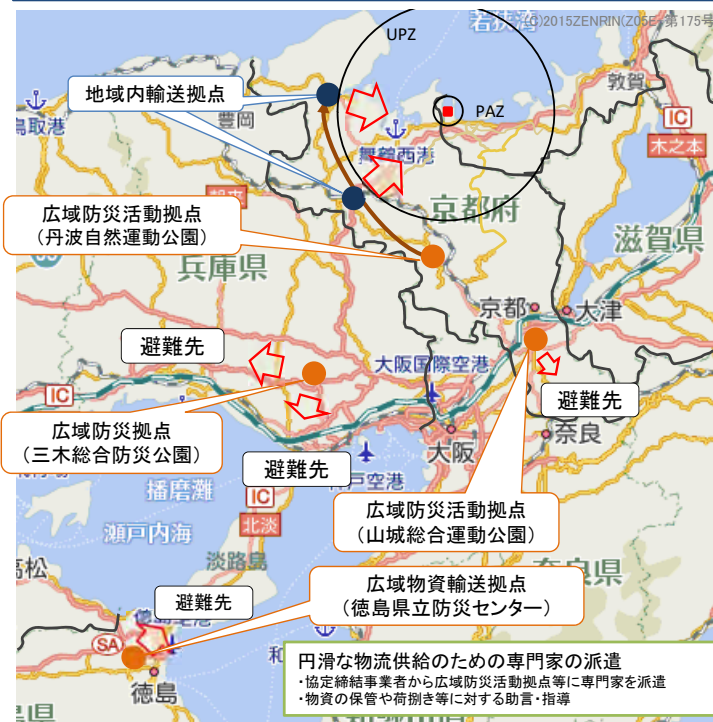 (C)2015ZENRIN(Z05E-第175号
若狭湾
UPZ
敦賀
地域内輸送拠点
PAZ
豊岡
鳥取港
IC
木之本
舞鶴西港
京都府
広域防災活動拠点
(丹波自然運動公園)
滋賀県
兵庫県
京都
大津
避難先
大阪国際空港
IC
避難先
広域防災拠点
(三木総合防災公園)
奈良
大阪
避難先
神戸空港
播磨灘
IC
北淡
広域防災活動拠点
(山城総合運動公園)
瀬戸内海
淡路島
高松
奈良県
広域物資輸送拠点
(徳島県立防災センター)
避難先
SA
徳島
円滑な物流供給のための専門家の派遣
・協定締結事業者から広域防災活動拠点等に専門家を派遣
・物資の保管や荷捌き等に対する助言・指導